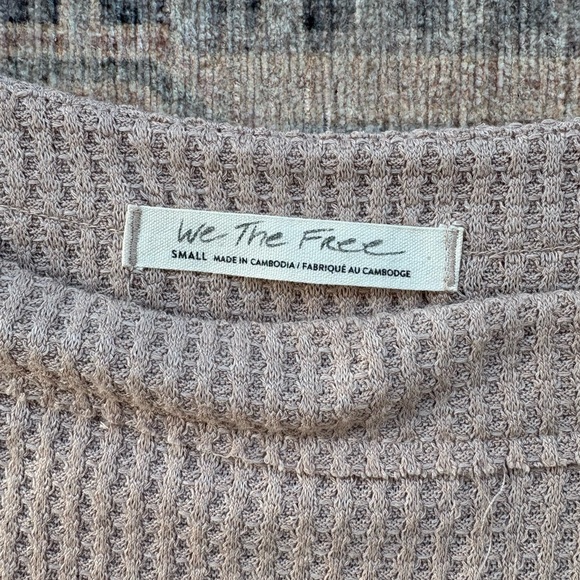 We The Free
SMALL MADE IN CAMBODIA / FABRIQUÉ AU CAMBODGE